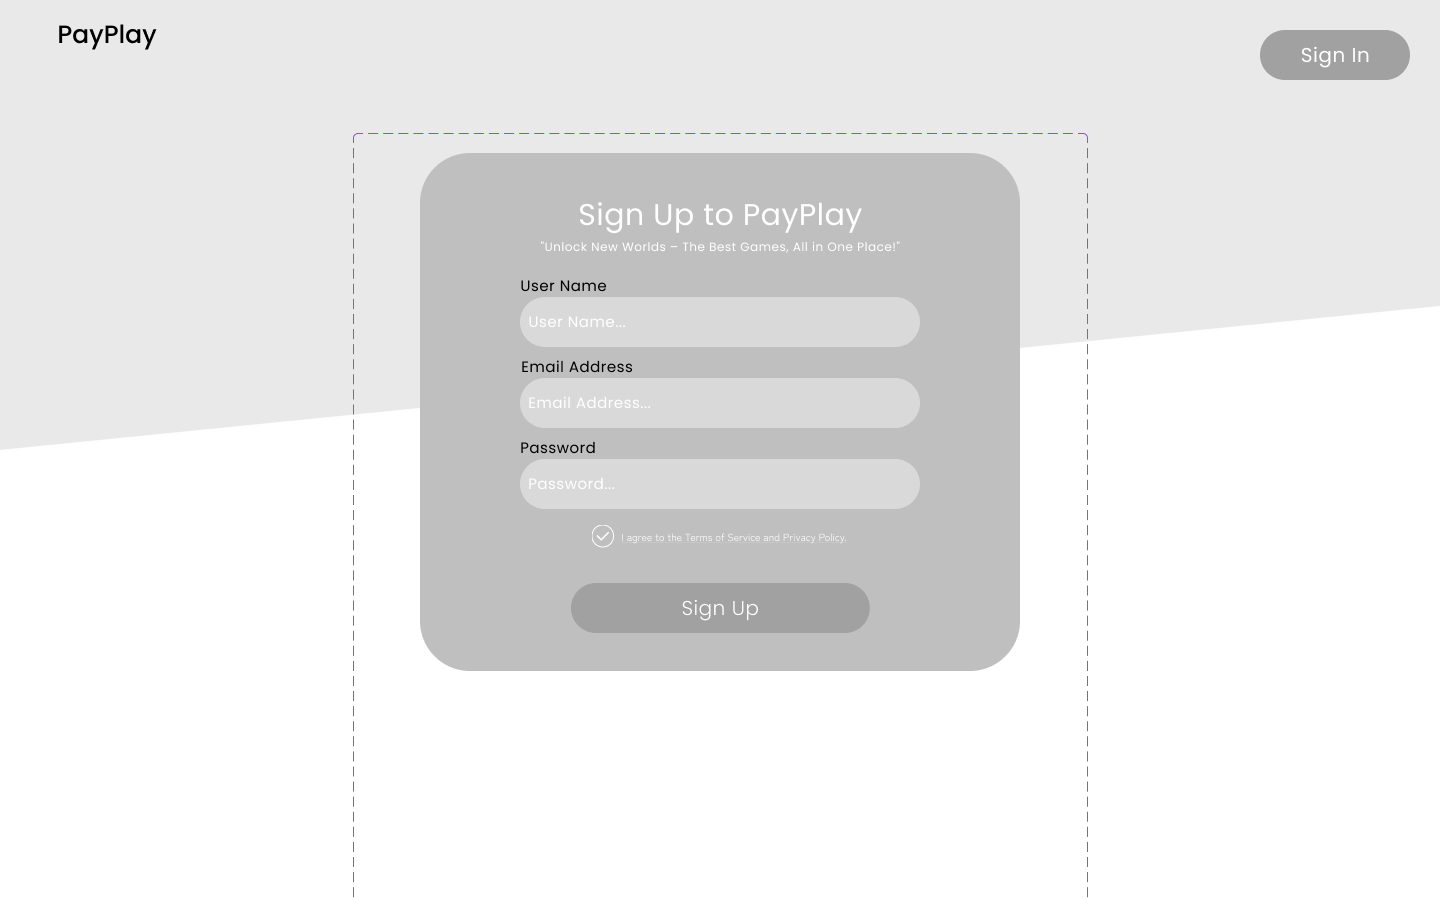 PayPlay
Sign In
Sign Up to PayPlay
"Unlock New Worlds – The Best Games, All in One Place!"
User Name
User Name...
Email Address
Email Address...
Password
Password...
I agree to the Terms of Service and Privacy Policy.
Sign Up